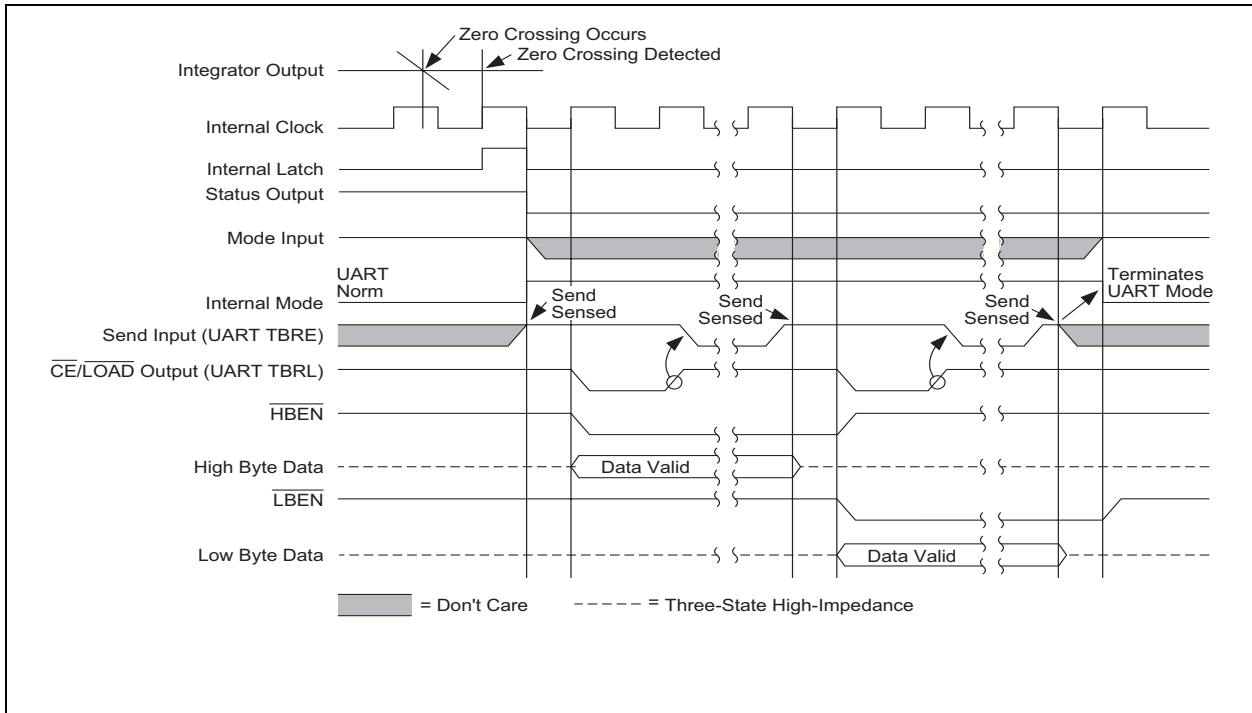 Zero Crossing Occurs
Zero Crossing Detected
Integrator Output
Internal Clock
Internal Latch
Status Output
Mode Input
UART
Norm
Internal Mode
Send
Sensed
Send
Sensed
Send
Sensed
Terminates
UART Mode
Send Input (UART TBRE)
CE/LOAD Output (UART TBRL)
HBEN
High Byte Data
Data Valid
LBEN
Low Byte Data
Data Valid
= Don't Care
= Three-State High-Impedance